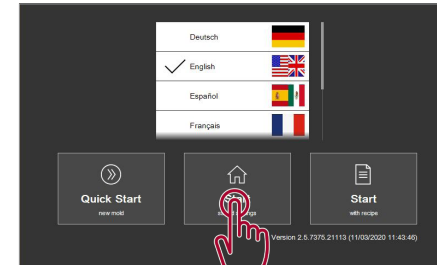 Deutsch
English
Español
Français
Quick Start
new mold
Start
with recipe
Version 2.5.7375.21113 (11/03/2020 11:43:46)